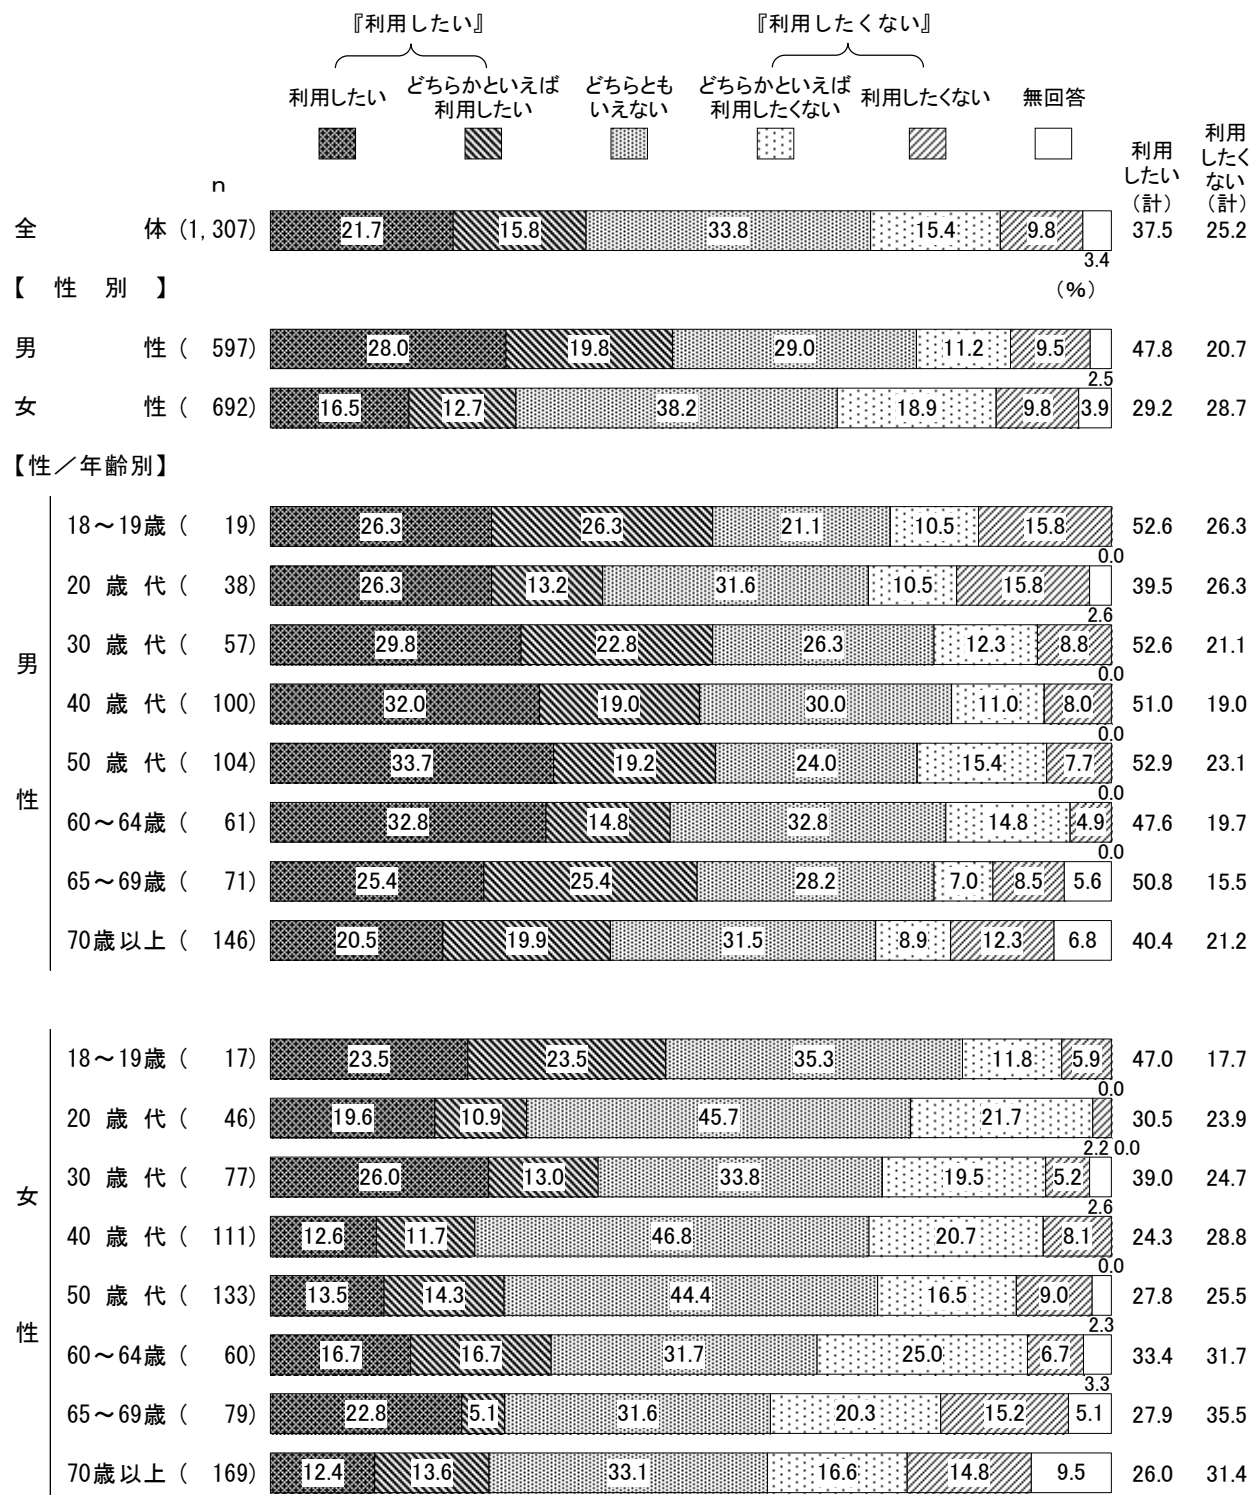 『利用したい』 『利用したくない』
利用したい どちらかといえば利用したい どちらともいえない どちらかといえば利用したくない 利用したくない 無回答
利用したい(計) 利用したくない(計)
n
全体 (1,307) 21.7 15.8 33.8 15.4 9.8 3.4 37.5 25.2
【性別】 (%)
男性 (597) 28.0 19.8 29.0 11.2 9.5 2.5 47.8 20.7
女性 (692) 16.5 12.7 38.2 18.9 9.8 3.9 29.2 28.7
【性／年齢別】
男性
18～19歳 (19) 26.3 26.3 21.1 10.5 15.8 0.0 52.6 26.3
20歳代 (38) 26.3 13.2 31.6 10.5 15.8 2.6 39.5 26.3
30歳代 (57) 29.8 22.8 26.3 12.3 8.8 0.0 52.6 21.1
40歳代 (100) 32.0 19.0 30.0 11.0 8.0 0.0 51.0 19.0
50歳代 (104) 33.7 19.2 24.0 15.4 7.7 0.0 52.9 23.1
60～64歳 (61) 32.8 14.8 32.8 14.8 4.9 0.0 47.6 19.7
65～69歳 (71) 25.4 25.4 28.2 7.0 8.5 5.6 50.8 15.5
70歳以上 (146) 20.5 19.9 31.5 8.9 12.3 6.8 40.4 21.2
女性
18～19歳 (17) 23.5 23.5 35.3 11.8 5.9 0.0 47.0 17.7
20歳代 (46) 19.6 10.9 45.7 21.7 2.2 0.0 30.5 23.9
30歳代 (77) 26.0 13.0 33.8 19.5 5.2 2.6 39.0 24.7
40歳代 (111) 12.6 11.7 46.8 20.7 8.1 0.0 24.3 28.8
50歳代 (133) 13.5 14.3 44.4 16.5 9.0 2.3 27.8 25.5
60～64歳 (60) 16.7 16.7 31.7 25.0 6.7 3.3 33.4 31.7
65～69歳 (79) 22.8 5.1 31.6 20.3 15.2 5.1 27.9 35.5
70歳以上 (169) 12.4 13.6 33.1 16.6 14.8 9.5 26.0 31.4